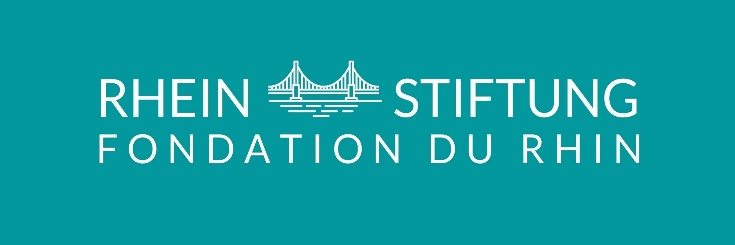 RHEIN STIFTUNG
FONDATION DU RHIN